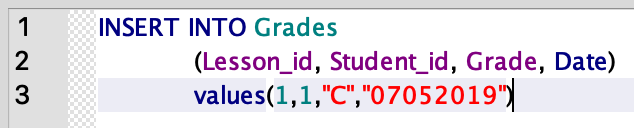 1 INSERT INTO Grades
2 (Lesson_id, Student_id, Grade, Date)
3 values(1,1,"C","07052019")